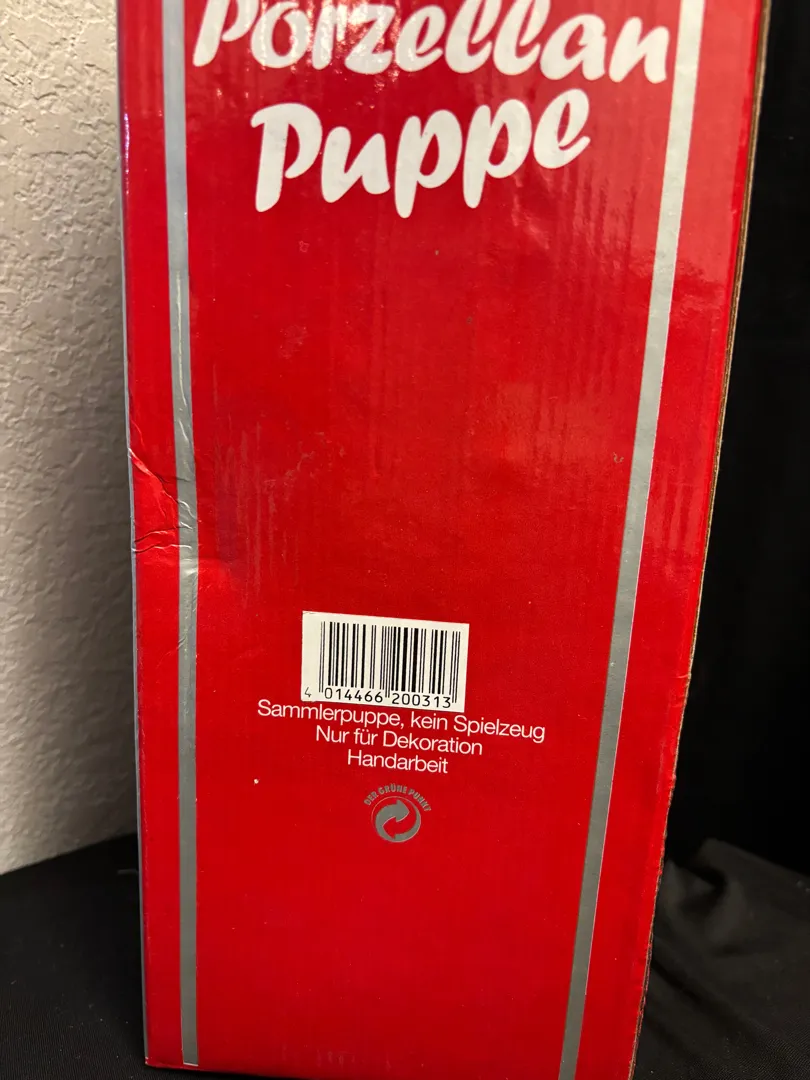 Porzellan
Puppe
4 014466 200313
Sammlerpuppe, kein Spielzeug
Nur für Dekoration
Handarbeit
DER GRÜNE PUNKT